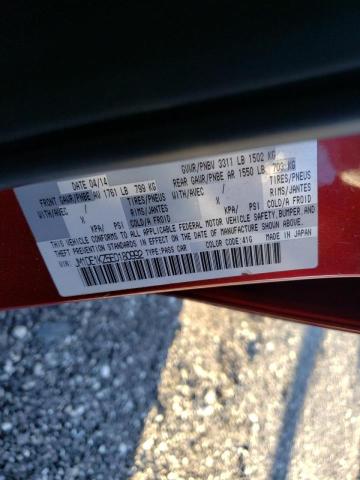 DATE 04/14
GVWR/PNBV 3311 LB 1502 KG
FRONT GAWR/PNBE AV 1761 LB 799 KG
REAR GAWR/PNBE AR 1550 LB 703 KG
WITH/AVEC / TIRES/PNEUS
WITH/AVEC / TIRES/PNEUS
X RIMS/JANTES
X RIMS/JANTES
KPA/ PSI COLD A FROID
KPA/ PSI COLD A FROID
THIS VEHICLE CONFORMS TO ALL APPLICABLE FEDERAL MOTOR VEHICLE SAFETY, BUMPER, AND
THEFT PREVENTION STANDARDS IN EFFECT ON THE DATE OF MANUFACTURE SHOWN ABOVE.
VIN: TYPE:PASS CAR COLOR CODE:41G MADE IN JAPAN